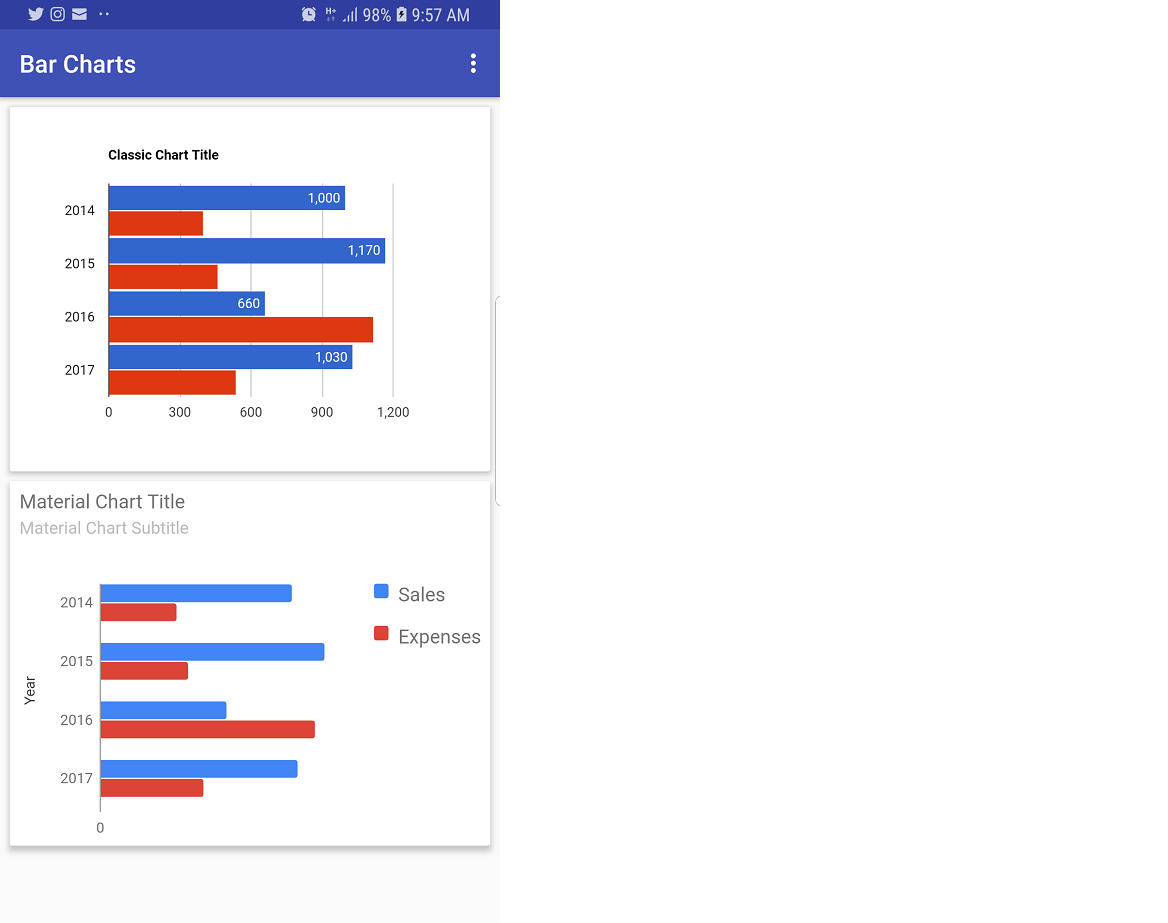 98% 9:57 AM
Bar Charts
Classic Chart Title
1,000
2014
1,170
2015
660
2016
1,030
2017
0 300 600 900 1,200
Material Chart Title
Material Chart Subtitle
Sales
2014
Expenses
2015
Year
2016
2017
0